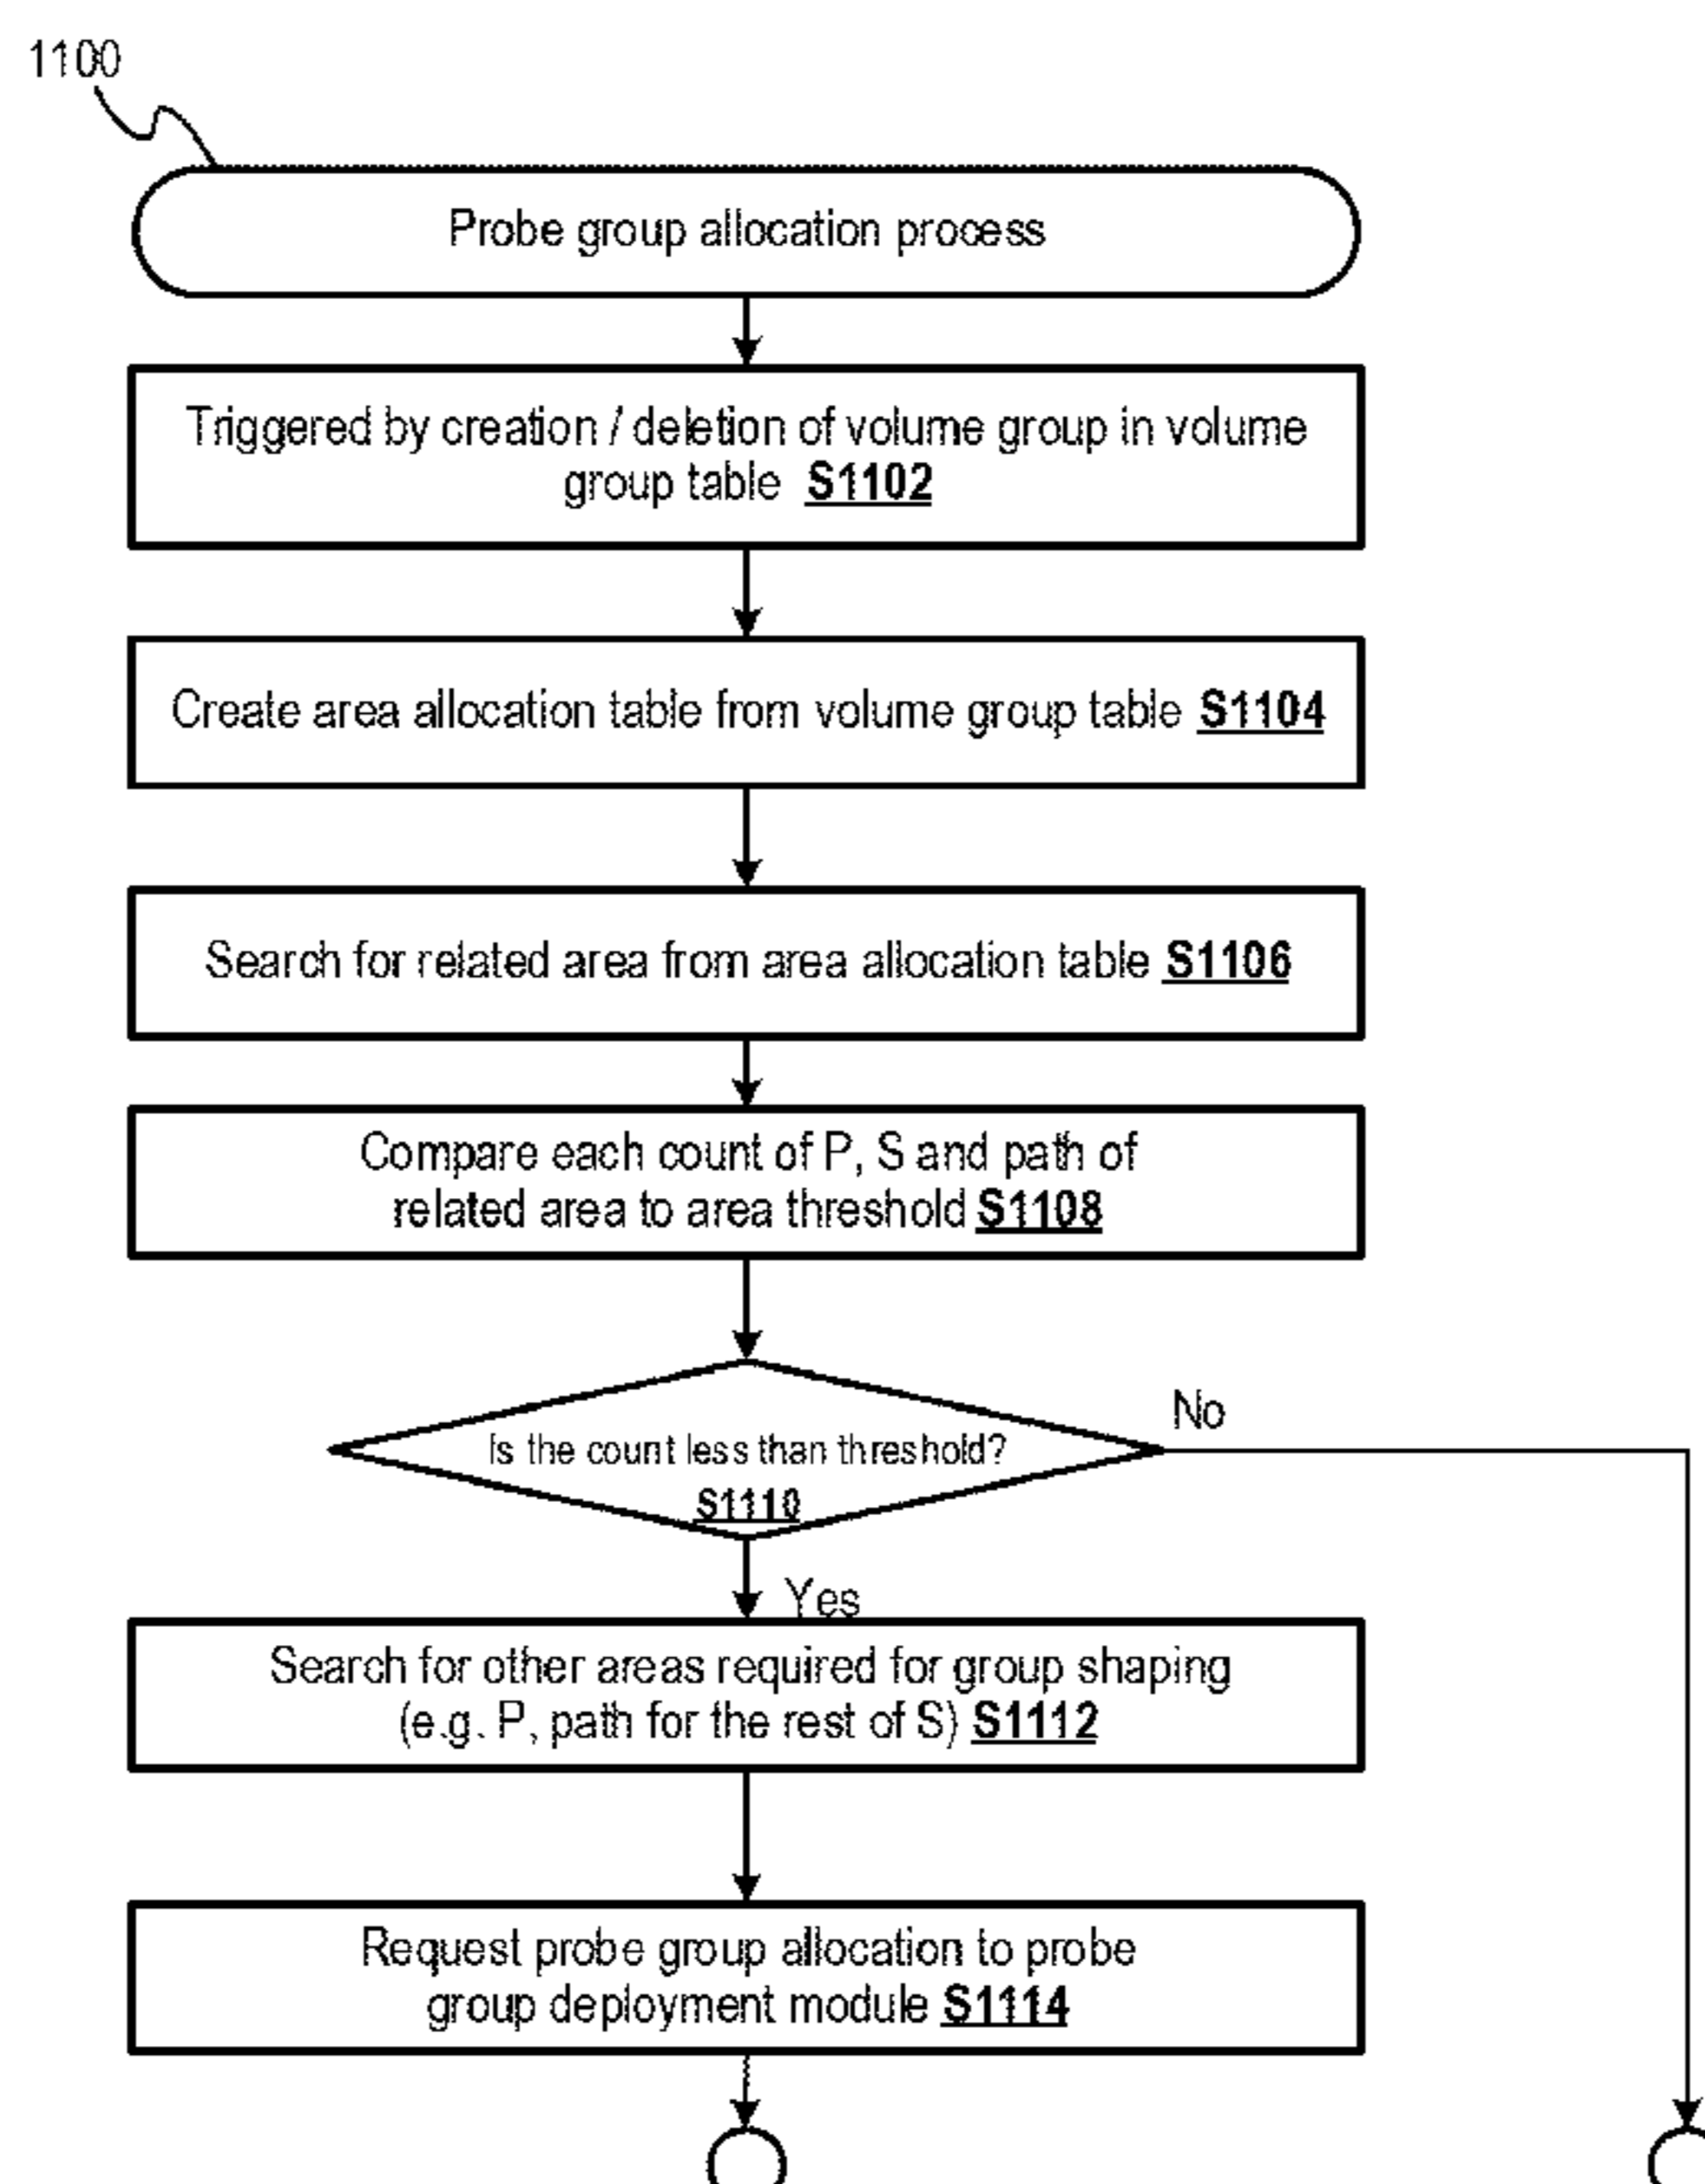 1100
Probe group allocation process
Triggered by creation / deletion of volume group in volume
group table S1102
Create area allocation table from volume group table S1104
Search for related area from area allocation table S1106
Compare each count of P, S and path of
related area to area threshold S1108
No
Is the count less than threshold?
S1110
Yes
Search for other areas required for group shaping
(e.g. P, path for the rest of S) S1112
Request probe group allocation to probe
group deployment module S1114